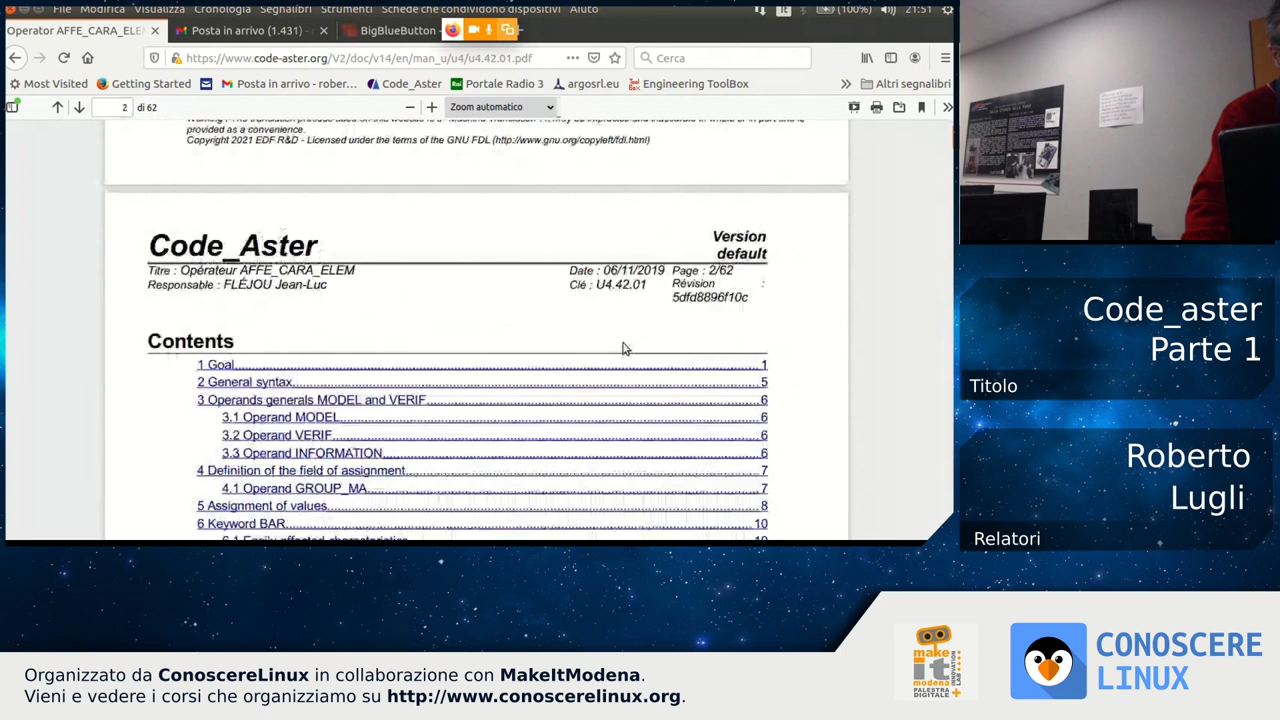 File Modifica Visualizza Cronologia Segnalibri Strumenti Schede che condividono dispositivi Aiuto
(100%) 21:51
Operator AFFE_CARA_ELE
Posta in arrivo (1.431) -
BigBlueButton -
https://www.code-aster.org/V2/doc/v14/en/man_u/u4/u4.42.01.pdf
Cerca
Most Visited
Getting Started
Posta in arrivo - rober...
Code_Aster
Portale Radio 3
argosrl.eu
Engineering ToolBox
Altri segnalibri
2 di 62
Zoom automatico
provided as a convenience.
Copyright 2021 EDF R&D - Licensed under the terms of the GNU FDL (http://www.gnu.org/copyleft/fdl.html)
Code_Aster
Version
default
Titre : Opérateur AFFE_CARA_ELEM
Date : 06/11/2019 Page : 2/62
Responsable : FLÉJOU Jean-Luc
Clé : U4.42.01
Révision :
5dfd8896f10c
Contents
1 Goal 1
2 General syntax 5
3 Operands generals MODEL and VERIF 6
3.1 Operand MODEL 6
3.2 Operand VERIF 6
3.3 Operand INFORMATION 6
4 Definition of the field of assignment 7
4.1 Operand GROUP_MA 7
5 Assignment of values 8
6 Keyword BAR 10
Code_aster
Parte 1
Titolo
Roberto
Lugli
Relatori
make
it
modena
PALESTRA
DIGITALE
CONOSCERE
LINUX
Organizzato da ConoscereLinux in collaborazione con MakeItModena.
Vieni e vedere i corsi che organizziamo su http://www.conoscerelinux.org.